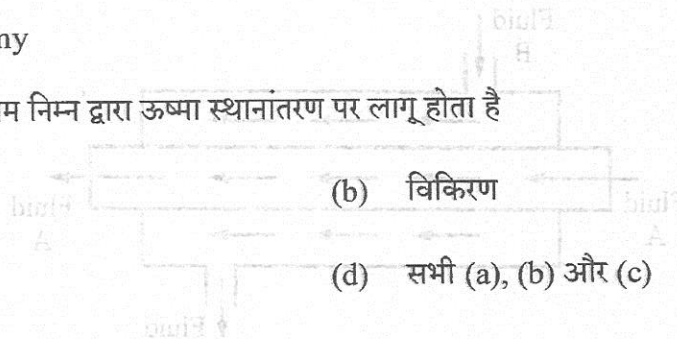 ny
म निम्न द्वारा ऊष्मा स्थानांतरण पर लागू होता है
(b) विकिरण
(d) सभी (a), (b) और (c)